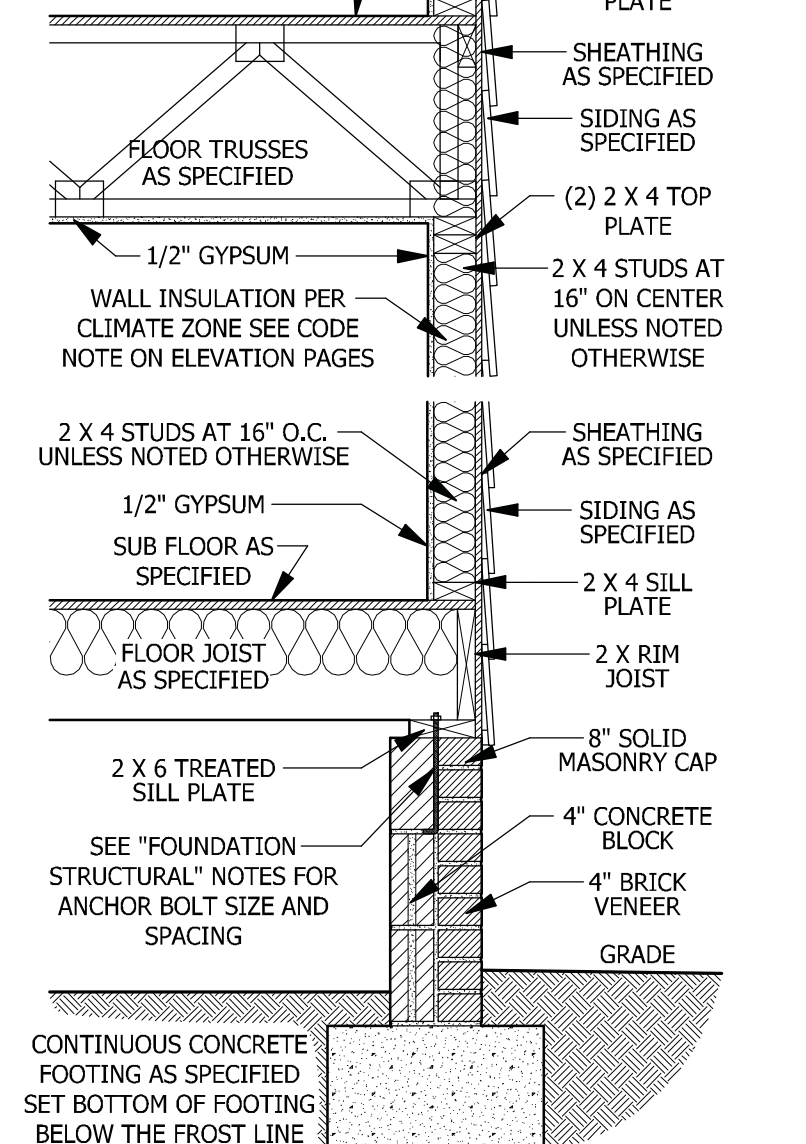 PLATE
SHEATHING
AS SPECIFIED
SIDING AS
SPECIFIED
FLOOR TRUSSES
AS SPECIFIED
(2) 2 X 4 TOP
PLATE
1/2" GYPSUM
2 X 4 STUDS AT
16" ON CENTER
UNLESS NOTED
OTHERWISE
WALL INSULATION PER
CLIMATE ZONE SEE CODE
NOTE ON ELEVATION PAGES
2 X 4 STUDS AT 16" O.C.
UNLESS NOTED OTHERWISE
SHEATHING
AS SPECIFIED
1/2" GYPSUM
SIDING AS
SPECIFIED
SUB FLOOR AS
SPECIFIED
2 X 4 SILL
PLATE
FLOOR JOIST
AS SPECIFIED
2 X RIM
JOIST
8" SOLID
MASONRY CAP
2 X 6 TREATED
SILL PLATE
4" CONCRETE
BLOCK
SEE "FOUNDATION
STRUCTURAL" NOTES FOR
ANCHOR BOLT SIZE AND
SPACING
4" BRICK
VENEER
GRADE
CONTINUOUS CONCRETE
FOOTING AS SPECIFIED
SET BOTTOM OF FOOTING
BELOW THE FROST LINE